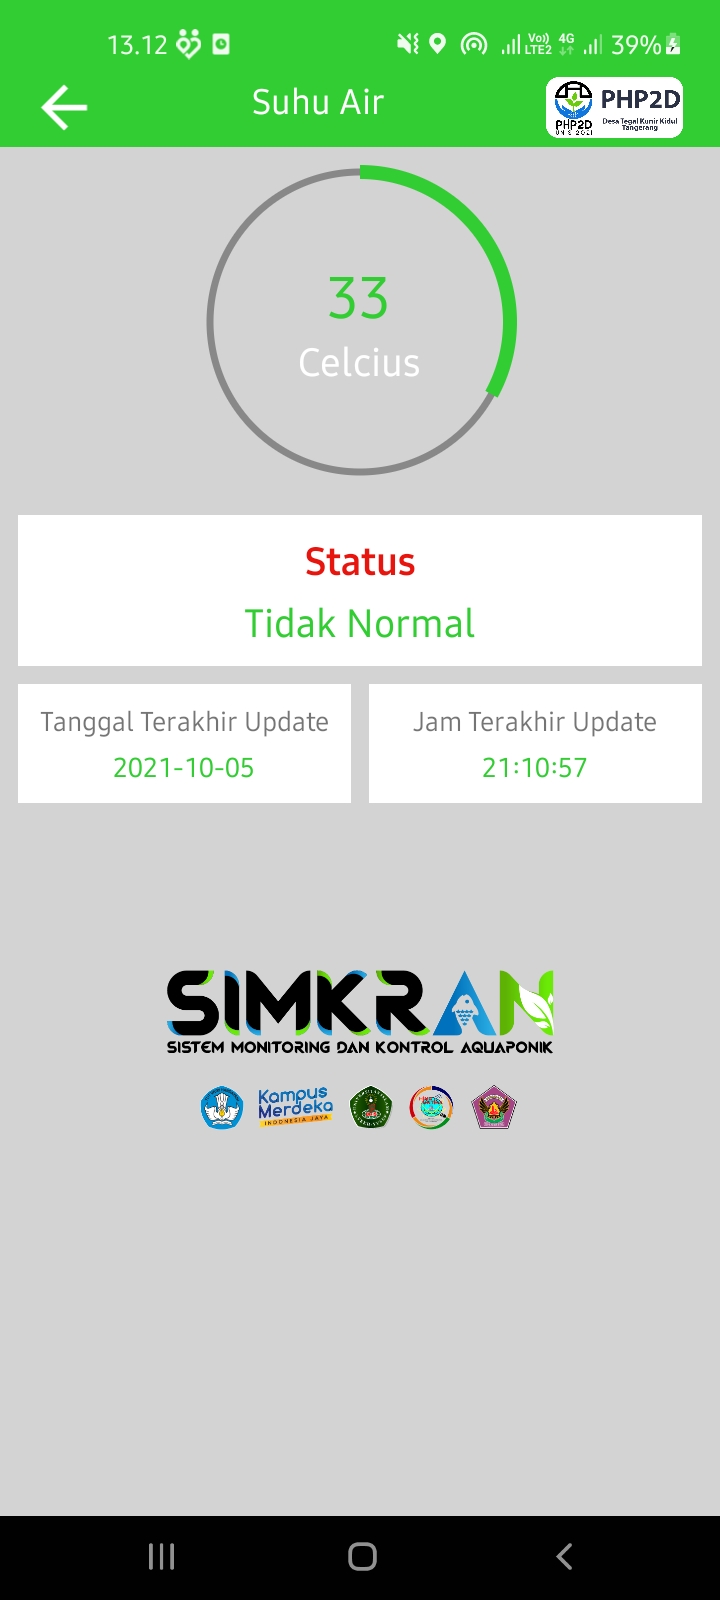 13.12
Vo)) 4G
LTE2
39%
Suhu Air
PHP2D
UNIS 2021
PHP2D
Desa Tegal Kunir Kidul
Tangerang
33
Celcius
Status
Tidak Normal
Tanggal Terakhir Update
2021-10-05
Jam Terakhir Update
21:10:57
SIMKRAN
SISTEM MONITORING DAN KONTROL AQUAPONIK
Kampus
Merdeka
INDONESIA JAYA